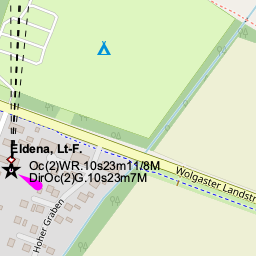 Eldena, Lt-F.
Oc(2)WR.10s23m11/8M
DirOc(2)G.10s23m7M
Wolgaster Landstr
Hoher Graben